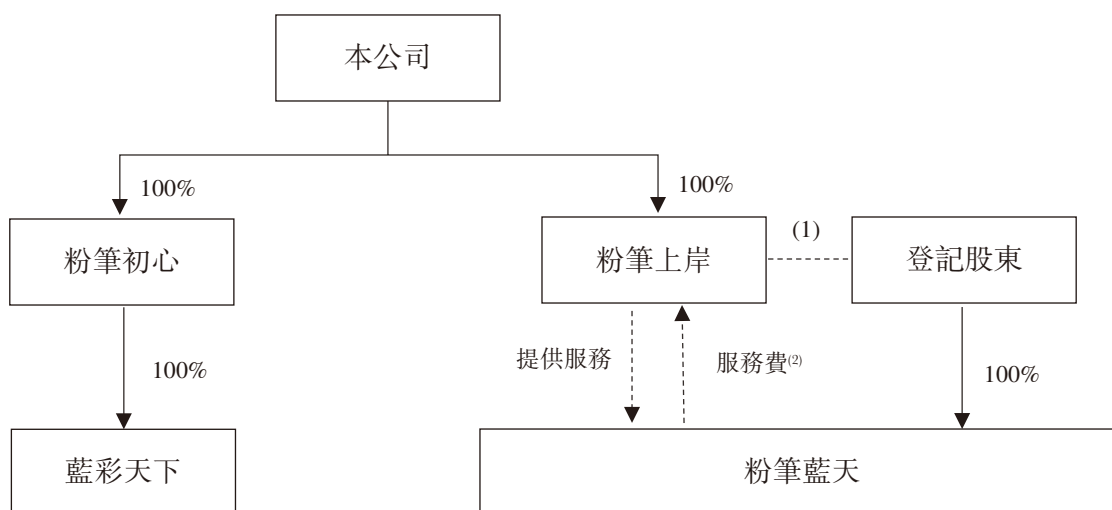 本公司
100%
100%
粉筆初心
粉筆上岸
(1)
登記股東
100%
提供服務
服務費(2)
100%
藍彩天下
粉筆藍天